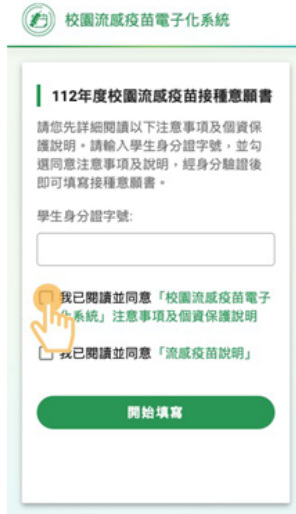 校園流感疫苗電子化系統
112年度校園流感疫苗接種意願書
請您先詳細閱讀以下注意事項及個資保
護說明。請輸入學生身分證字號，並勾
選同意注意事項及說明，經身分驗證後
即可填寫接種意願書。
學生身分證字號:
我已閱讀並同意「校園流感疫苗電子
化系統」注意事項及個資保護說明
我已閱讀並同意「流感疫苗說明」
開始填寫